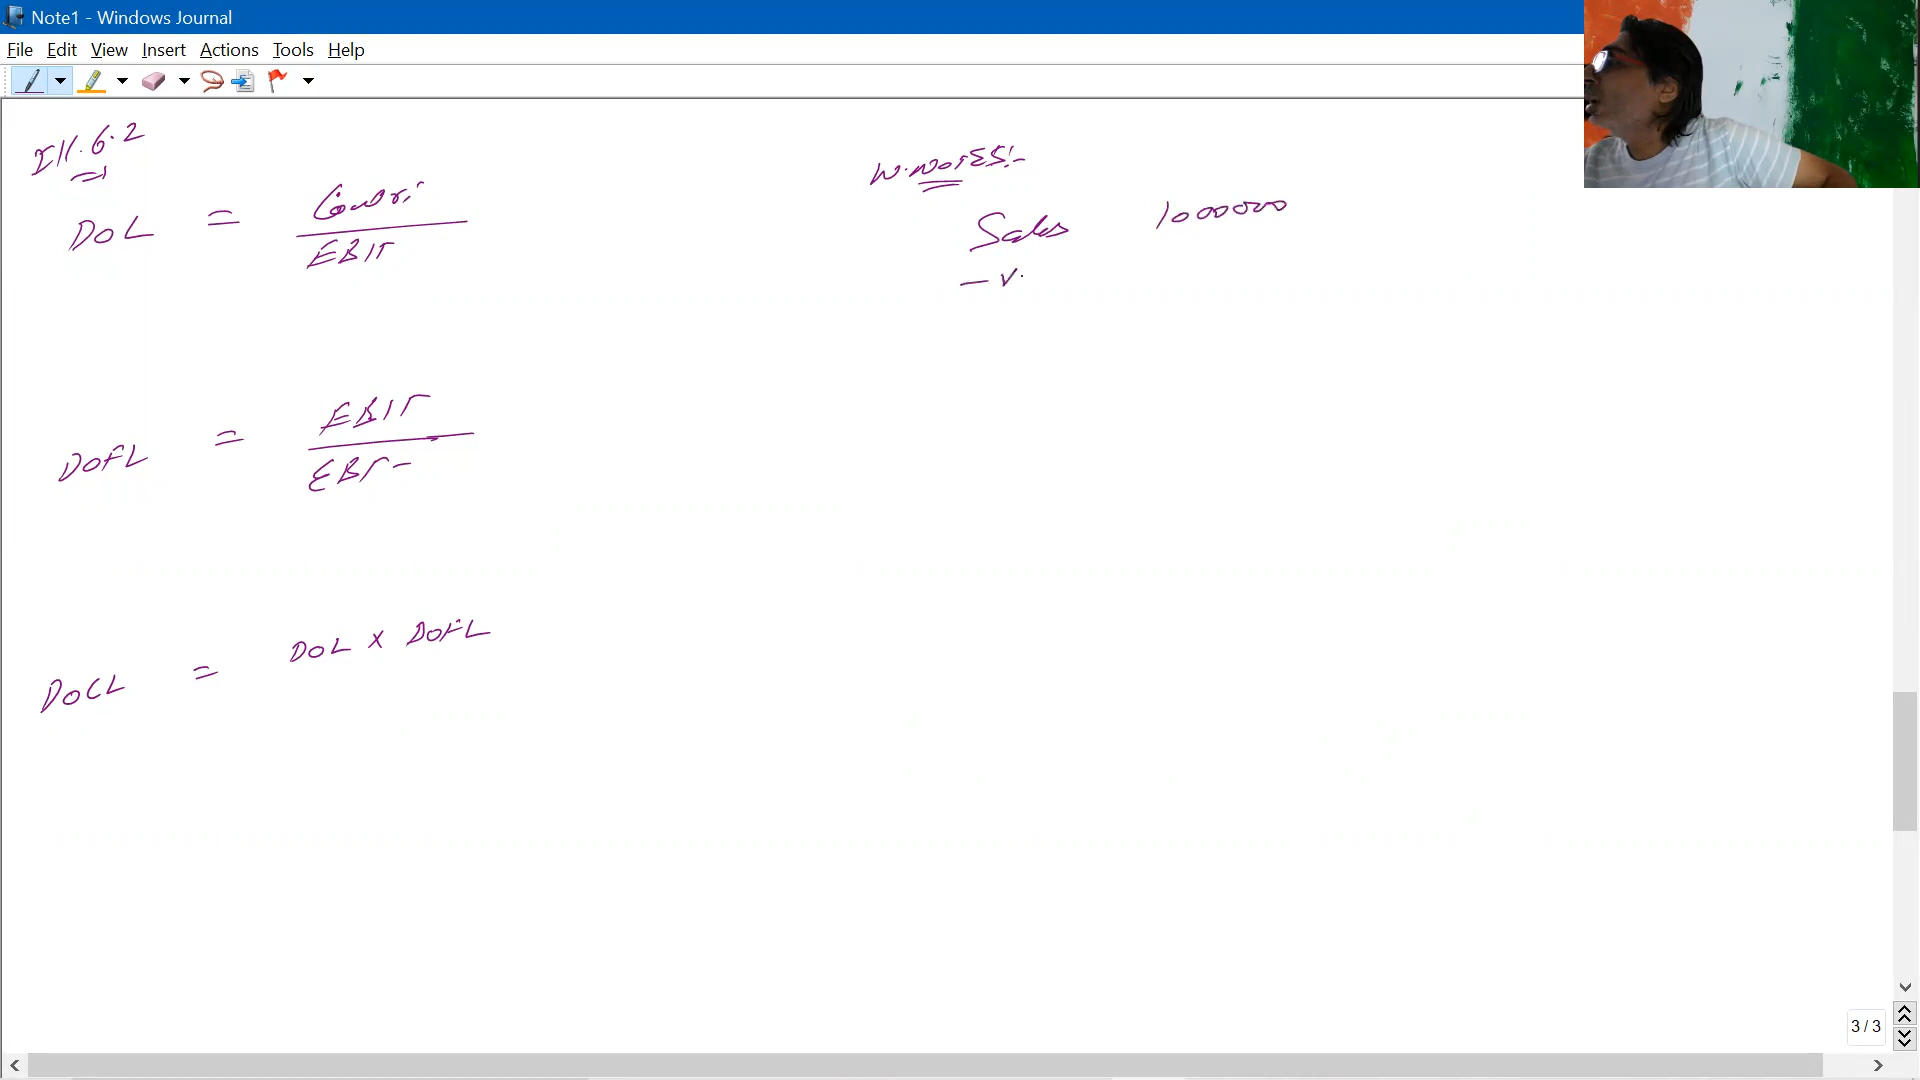 Note1 - Windows Journal
File Edit View Insert Actions Tools Help
Ill. 6.2
DOL = Contri
EBIT
DOFL = EBIT
EBT
DOCL = DOL x DOFL
W.NOTES:-
Sales 1000000
- V.
3 / 3